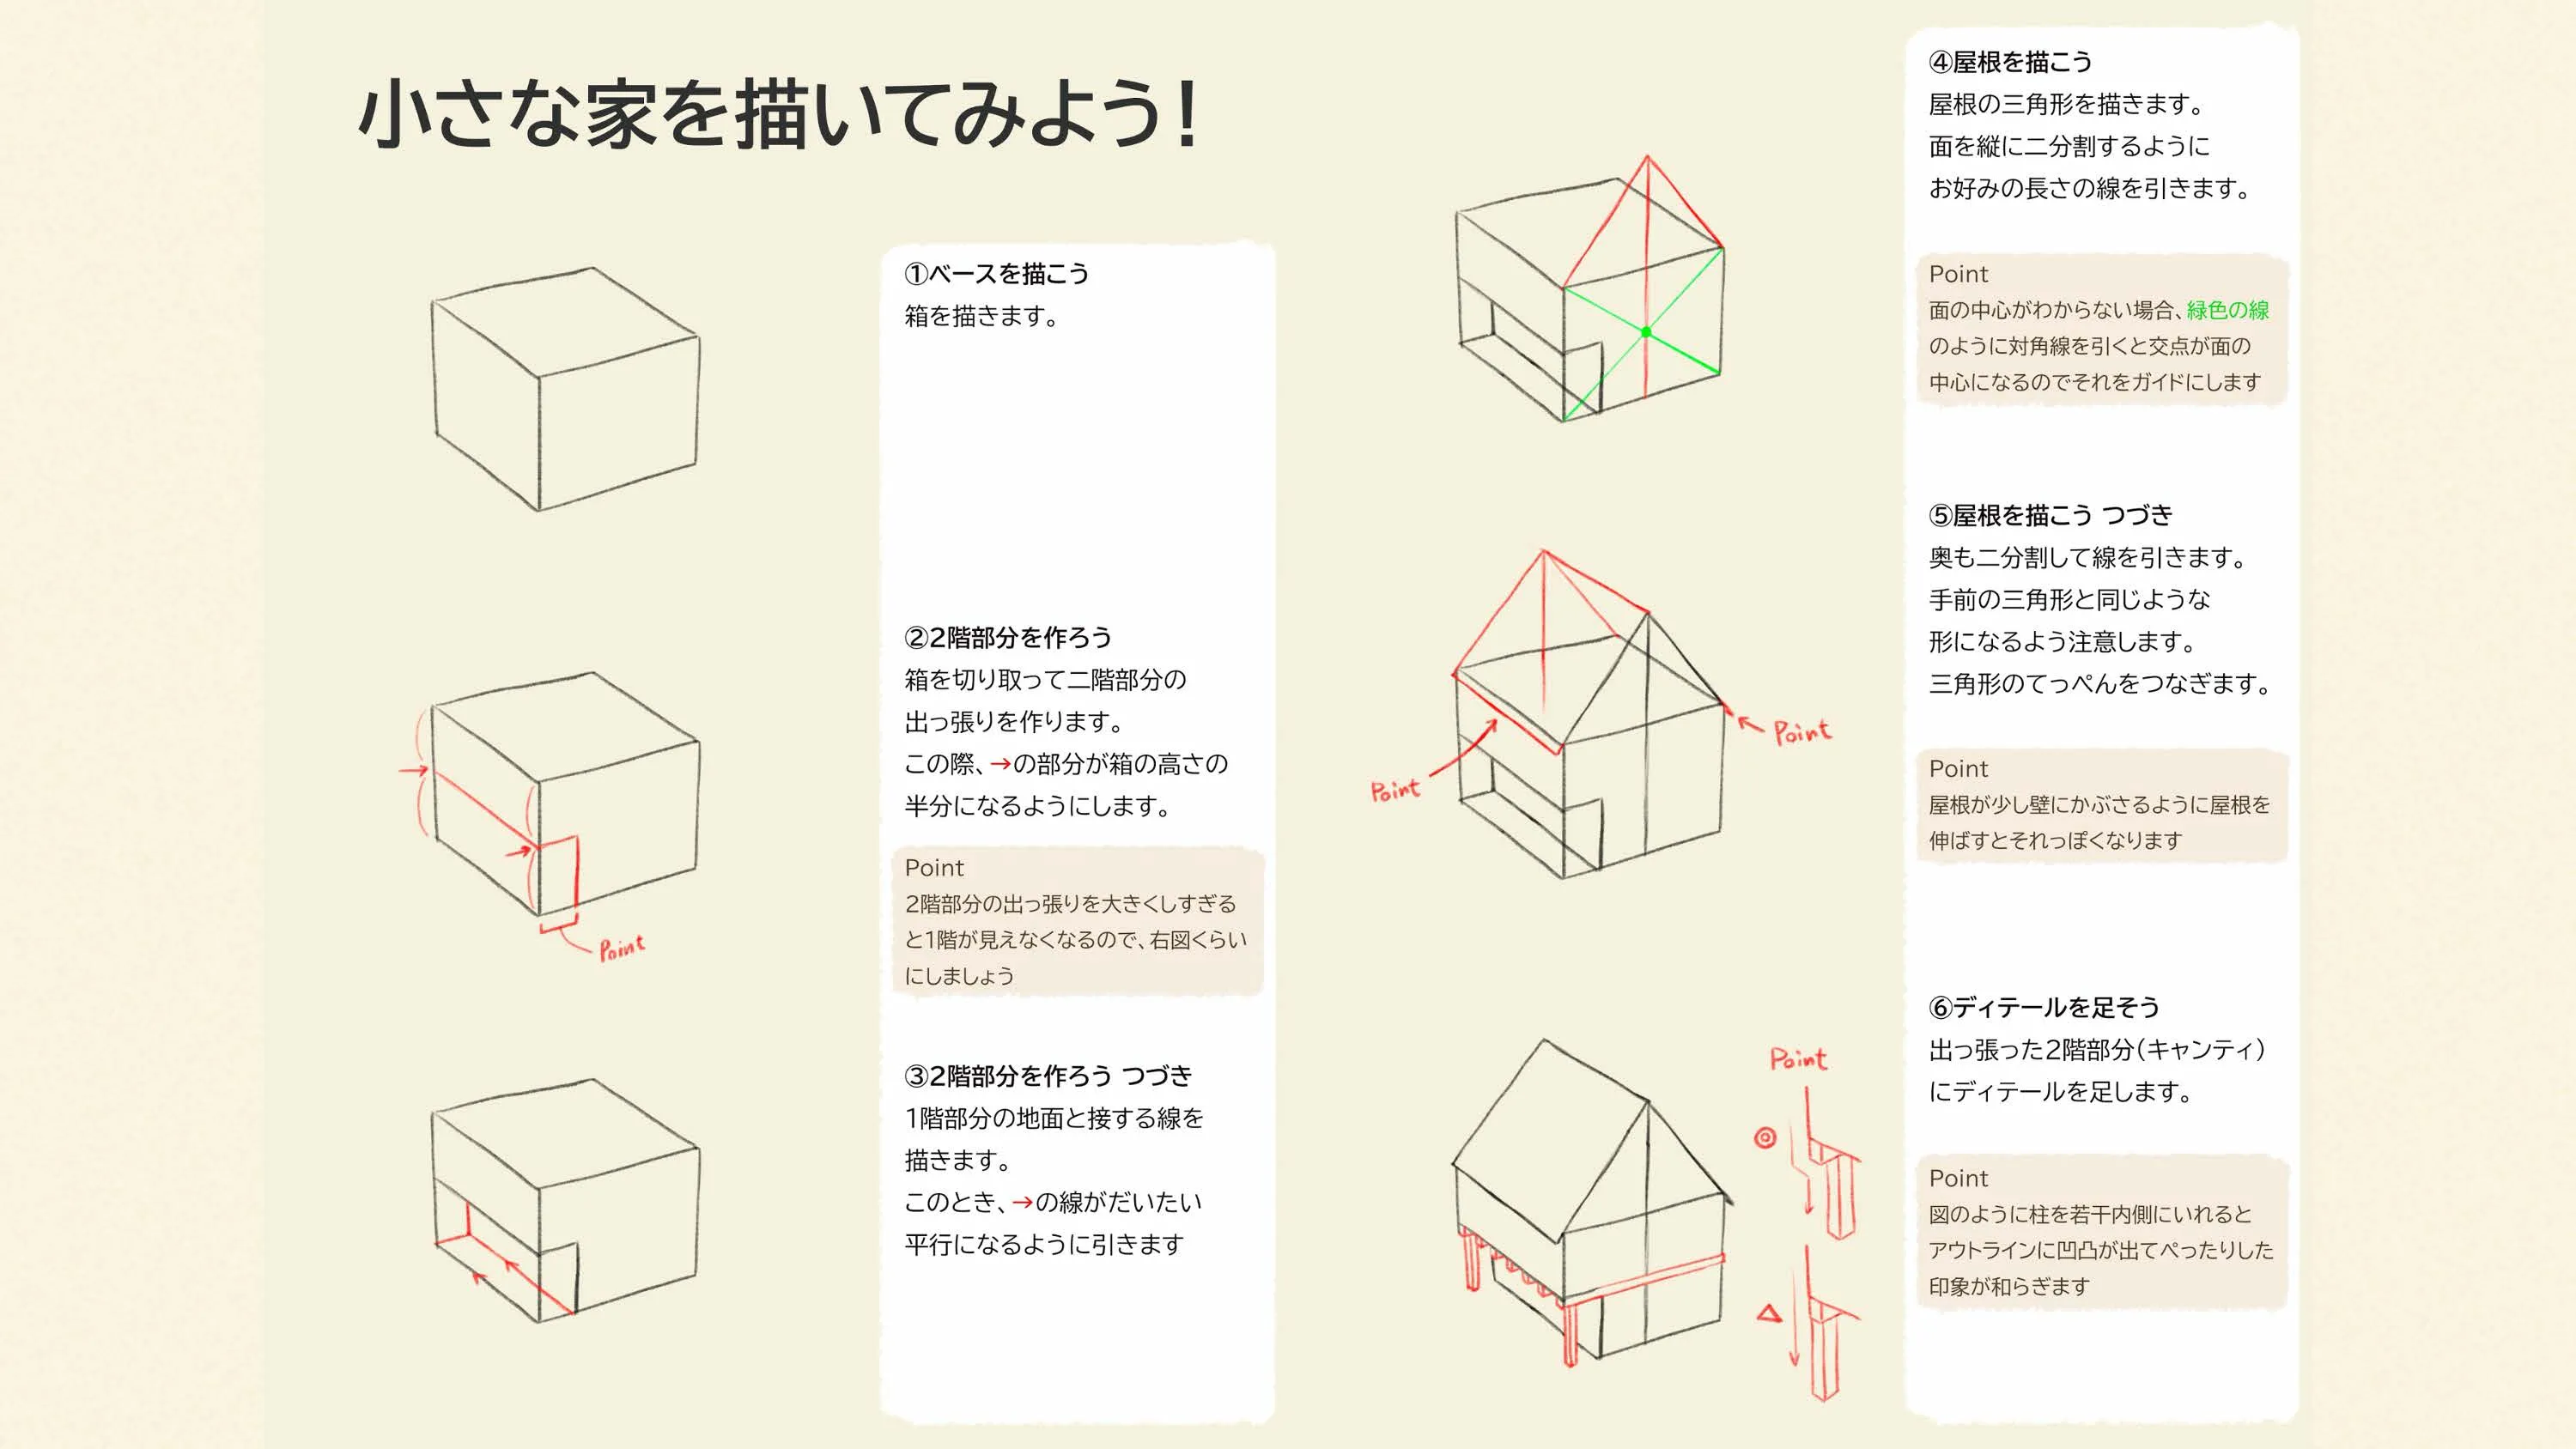 小さな家を描いてみよう!
①ベースを描こう
箱を描きます。
②2階部分を作ろう
箱を切り取って二階部分の
出っ張りを作ります。
この際、→の部分が箱の高さの
半分になるようにします。
Point
2階部分の出っ張りを大きくしすぎる
と1階が見えなくなるので、右図くらい
にしましょう
Point
③2階部分を作ろう つづき
1階部分の地面と接する線を
描きます。
このとき、→の線がだいたい
平行になるように引きます
④屋根を描こう
屋根の三角形を描きます。
面を縦に二分割するように
お好みの長さの線を引きます。
Point
面の中心がわからない場合、緑色の線
のように対角線を引くと交点が面の
中心になるのでそれをガイドにします
⑤屋根を描こう つづき
奥も二分割して線を引きます。
手前の三角形と同じような
形になるよう注意します。
三角形のてっぺんをつなぎます。
Point
Point
Point
屋根が少し壁にかぶさるように屋根を
伸ばすとそれっぽくなります
⑥ディテールを足そう
出っ張った2階部分(キャンティ)
にディテールを足します。
Point
◎
△
Point
図のように柱を若干内側にいれると
アウトラインに凹凸が出てぺったりした
印象が和らぎます